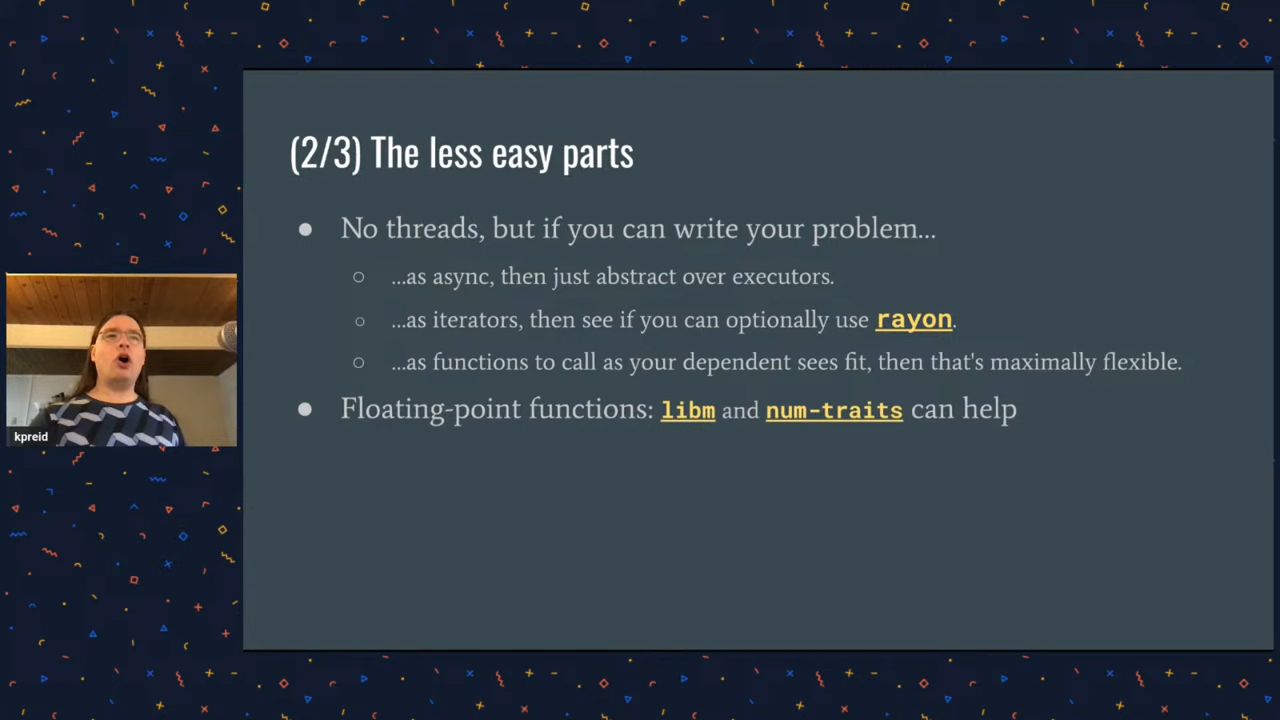 (2/3) The less easy parts
● No threads, but if you can write your problem...
○ ...as async, then just abstract over executors.
○ ...as iterators, then see if you can optionally use rayon.
○ ...as functions to call as your dependent sees fit, then that's maximally flexible.
● Floating-point functions: libm and num-traits can help
kpreid